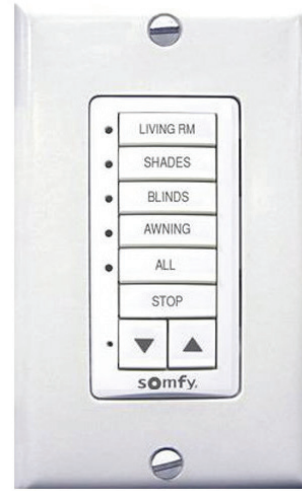 LIVING RM
SHADES
BLINDS
AWNING
ALL
STOP
somfy.